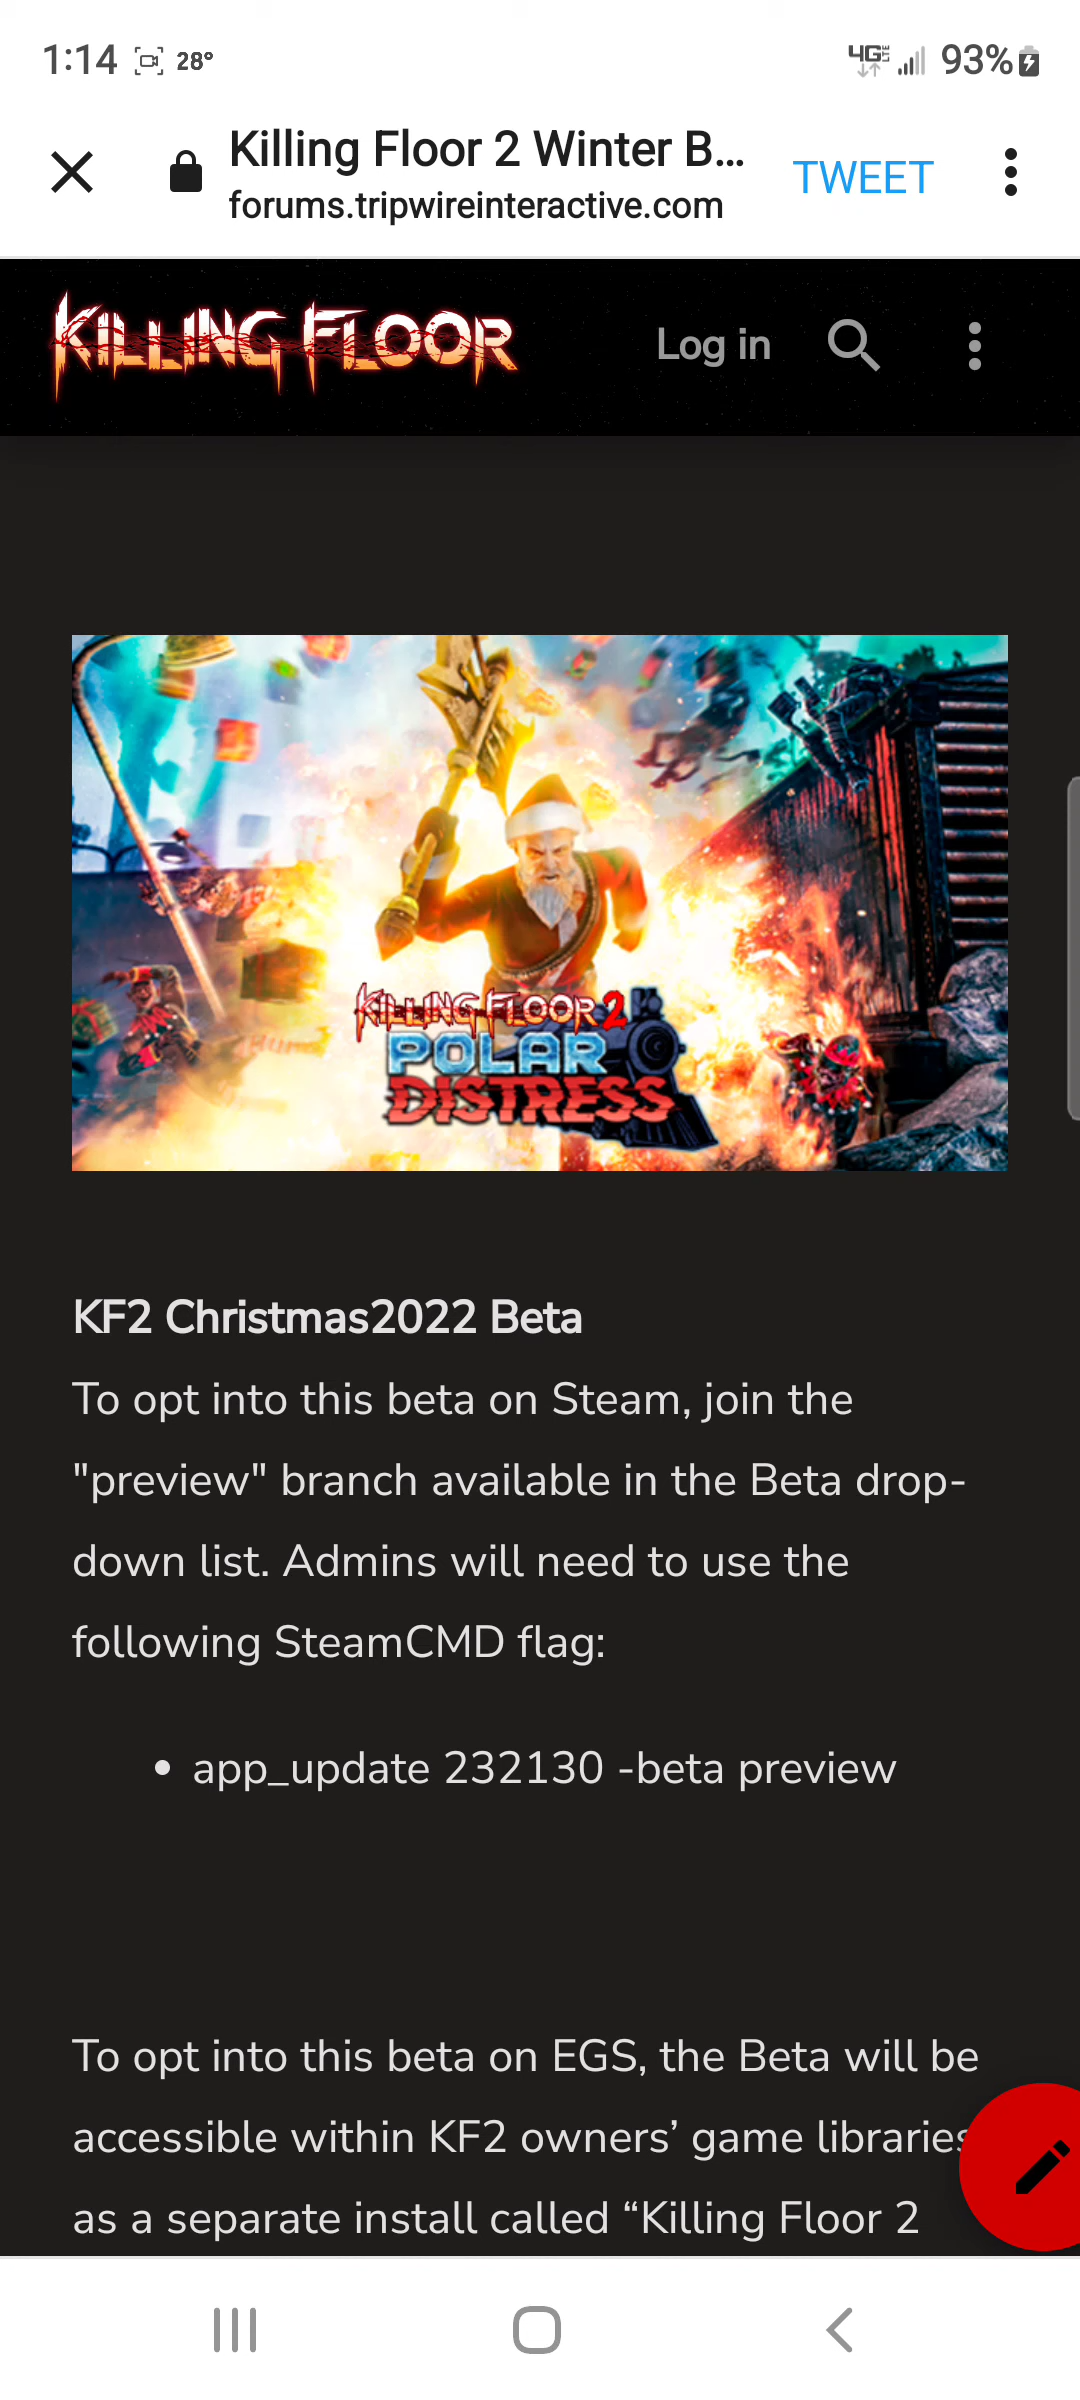 1:14 28° 4G LTE 93%
Killing Floor 2 Winter B...
forums.tripwireinteractive.com
TWEET
KILLING FLOOR
Log in
KILLING FLOOR 2
POLAR
DISTRESS
KF2 Christmas2022 Beta
To opt into this beta on Steam, join the
"preview" branch available in the Beta drop-
down list. Admins will need to use the
following SteamCMD flag:
• app_update 232130 -beta preview
To opt into this beta on EGS, the Beta will be
accessible within KF2 owners’ game libraries
as a separate install called “Killing Floor 2